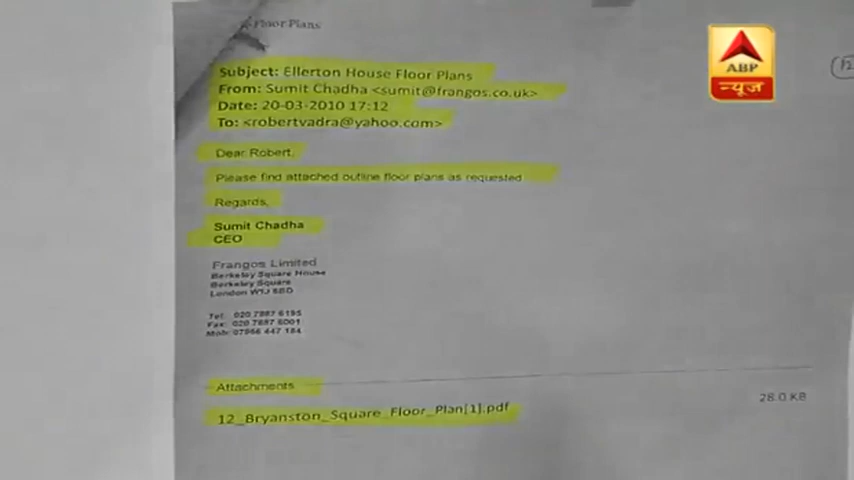 Floor Plans
ABP
न्यूज़
Subject: Ellerton House Floor Plans
From: Sumit Chadha <sumit@frangos.co.uk>
Date: 20-03-2010 17:12
To: <robertvadra@yahoo.com>
Dear Robert,
Please find attached outline floor plans as requested
Regards,
Sumit Chadha
CEO
Frangos Limited
Berkeley Square House
Berkeley Square
London W1J 6BD
Tel: 020 7887 6195
Fax: 020 7887 6001
Mob: 07956 447 184
Attachments
12_Bryanston_Square_Floor_Plan[1].pdf
28.0 KB